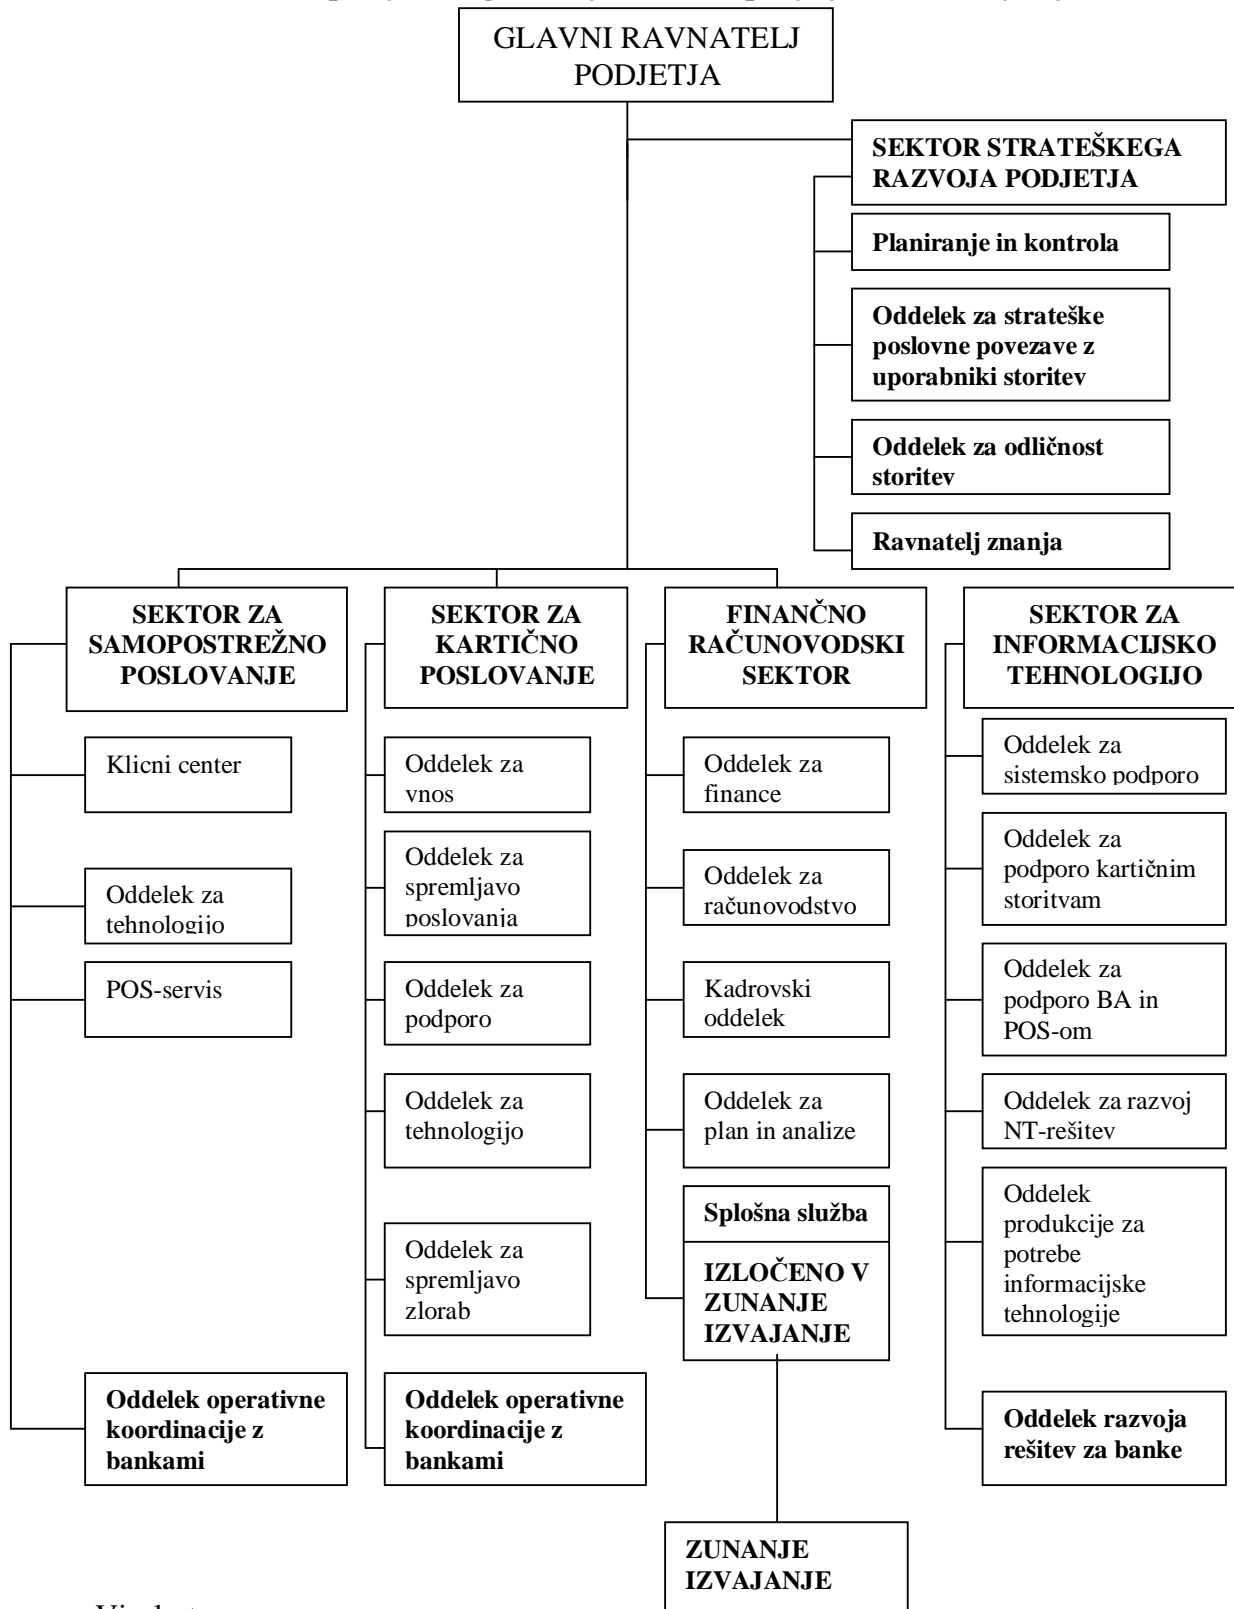 GLAVNI RAVNATELJ
PODJETJA
SEKTOR STRATEŠKEGA
RAZVOJA PODJETJA
Planiranje in kontrola
Oddelek za strateške
poslovne povezave z
uporabniki storitev
Oddelek za odličnost
storitev
Ravnatelj znanja
SEKTOR ZA
SAMOPOSTREŽNO
POSLOVANJE
Klicni center
Oddelek za
tehnologijo
POS-servis
Oddelek operativne
koordinacije z
bankami
SEKTOR ZA
KARTIČNO
POSLOVANJE
Oddelek za
vnos
Oddelek za
spremljavo
poslovanja
Oddelek za
podporo
Oddelek za
tehnologijo
Oddelek za
spremljavo
zlorab
Oddelek operativne
koordinacije z
bankami
FINANČNO
RAČUNOVODSKI
SEKTOR
Oddelek za
finance
Oddelek za
računovodstvo
Kadrovski
oddelek
Oddelek za
plan in analize
Splošna služba
IZLOČENO V
ZUNANJE
IZVAJANJE
ZUNANJE
IZVAJANJE
SEKTOR ZA
INFORMACIJSKO
TEHNOLOGIJO
Oddelek za
sistemsko podporo
Oddelek za
podporo kartičnim
storitvam
Oddelek za
podporo BA in
POS-om
Oddelek za razvoj
NT-rešitev
Oddelek
produkcije za
potrebe
informacijske
tehnologije
Oddelek razvoja
rešitev za banke